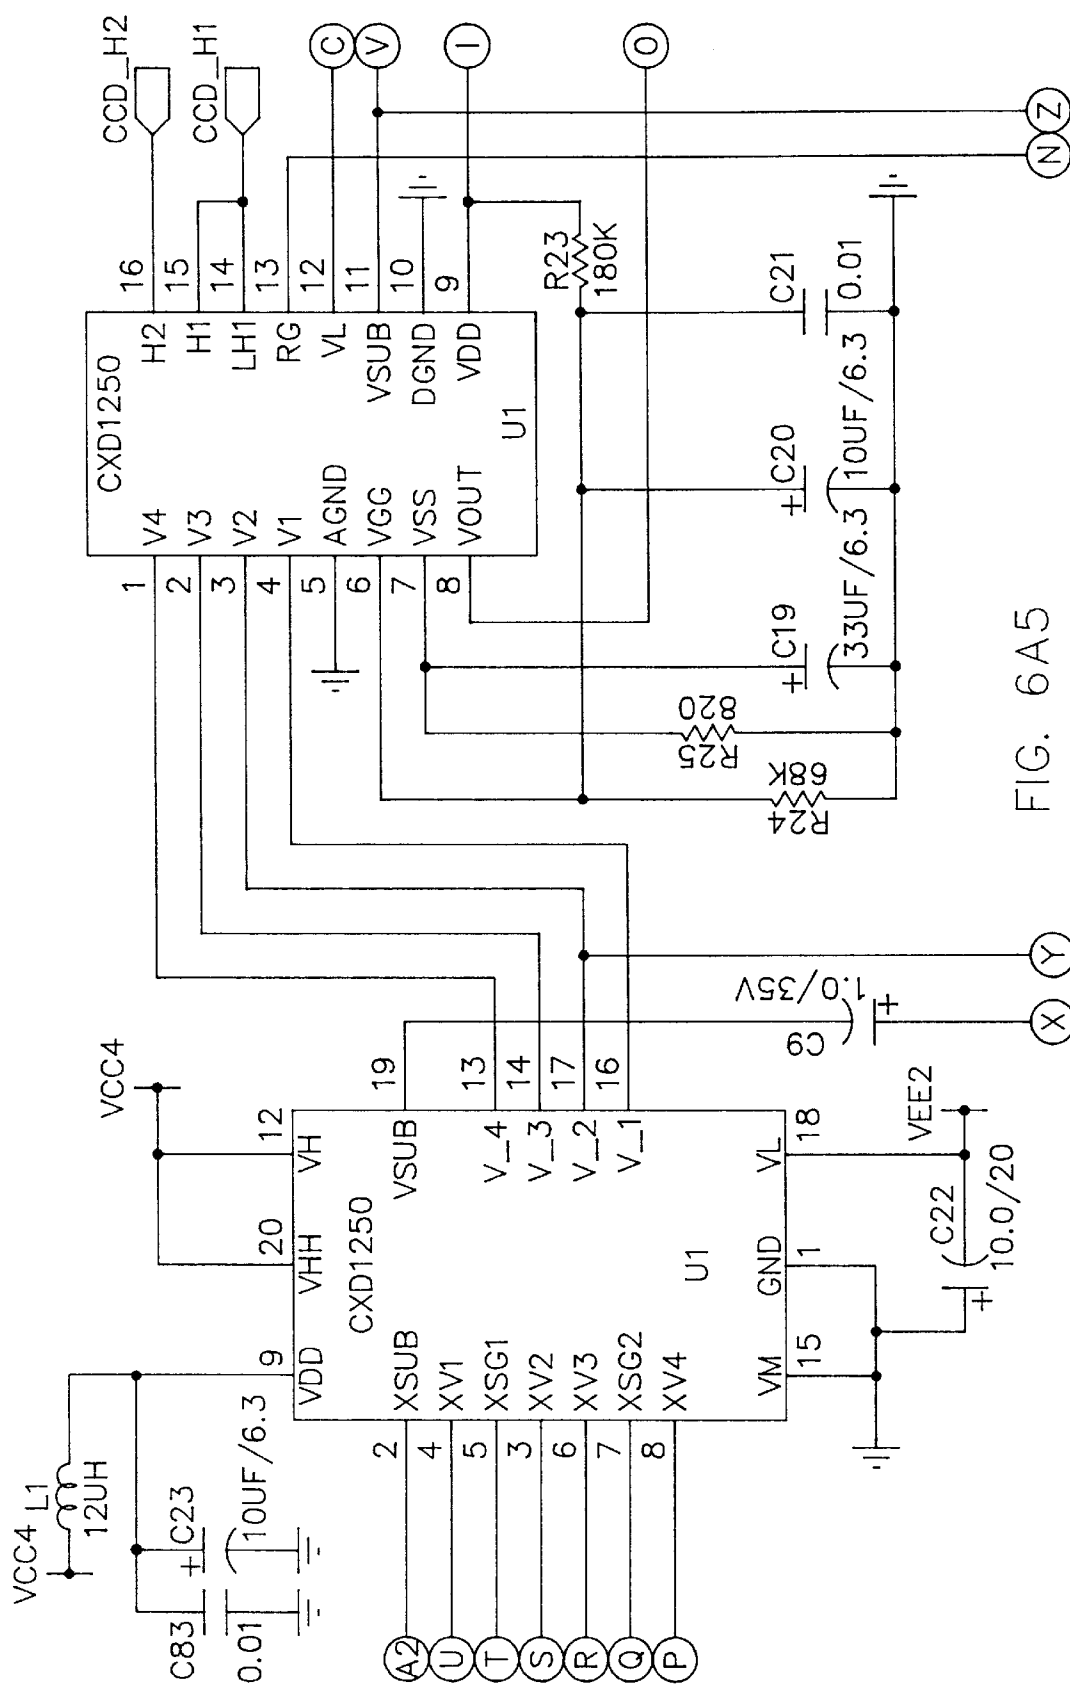 VCC4
L1
12UH
C83
0.01
+
C23
10UF/6.3
VCC4
9
20
12
VDD
VHH
VH
CXD1250
U1
A2
2
XSUB
U
4
XV1
T
5
XSG1
S
3
XV2
R
6
XV3
Q
7
XSG2
P
8
XV4
VSUB
19
V_4
13
V_3
14
V_2
17
V_1
16
VM
GND
VL
15
1
18
VEE2
C22
10.0/20
+
C9
1.0/35V
+
X
Y
CXD1250
U1
1
V4
2
V3
3
V2
4
V1
5
AGND
6
VGG
7
VSS
8
VOUT
H2
16
H1
15
LH1
14
RG
13
VL
12
VSUB
11
DGND
10
VDD
9
CCD_H2
CCD_H1
C
V
I
O
R23
180K
R24
68K
R25
820
+
C19
33UF/6.3
+
C20
10UF/6.3
C21
0.01
N
Z
FIG. 6A5